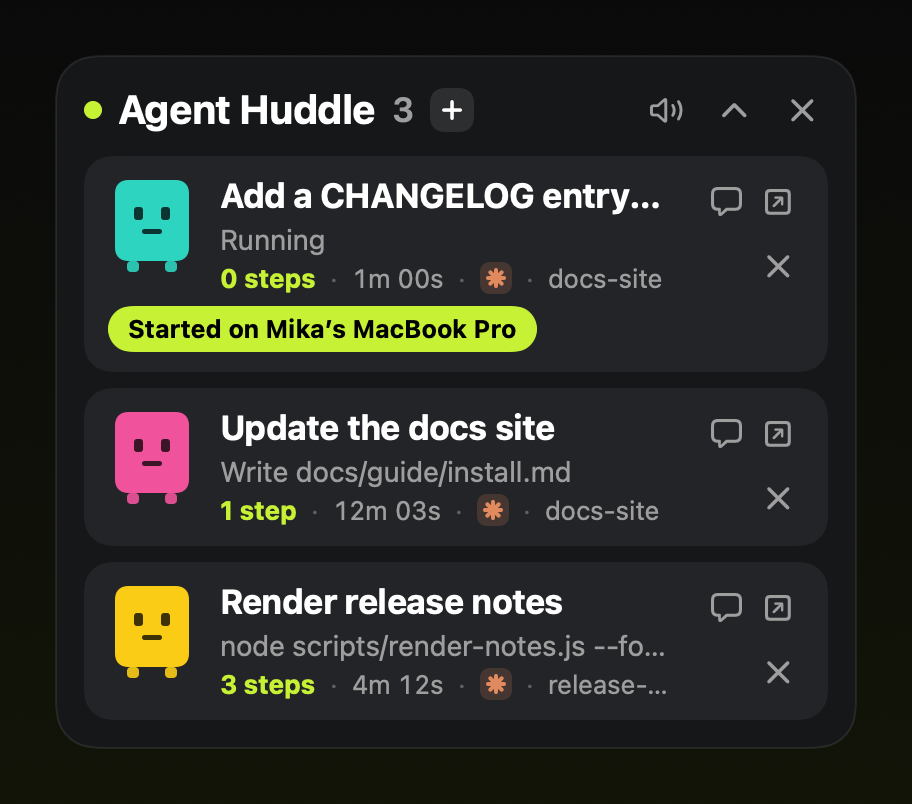 Agent Huddle 3 +
Add a CHANGELOG entry...
Running
0 steps · 1m 00s · docs-site
Started on Mika’s MacBook Pro
Update the docs site
Write docs/guide/install.md
1 step · 12m 03s · docs-site
Render release notes
node scripts/render-notes.js --fo...
3 steps · 4m 12s · release-...